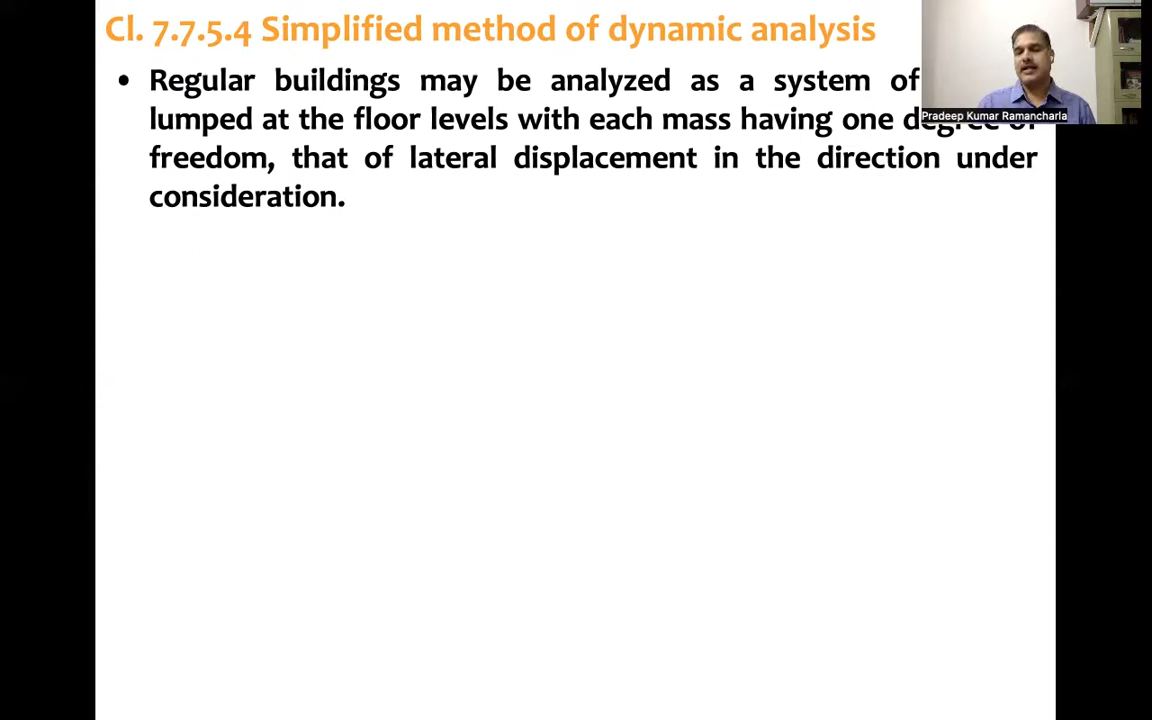 Cl. 7.7.5.4 Simplified method of dynamic analysis
• Regular buildings may be analyzed as a system of
Pradeep Kumar Ramancharla
lumped at the floor levels with each mass having one degree of
freedom, that of lateral displacement in the direction under
consideration.